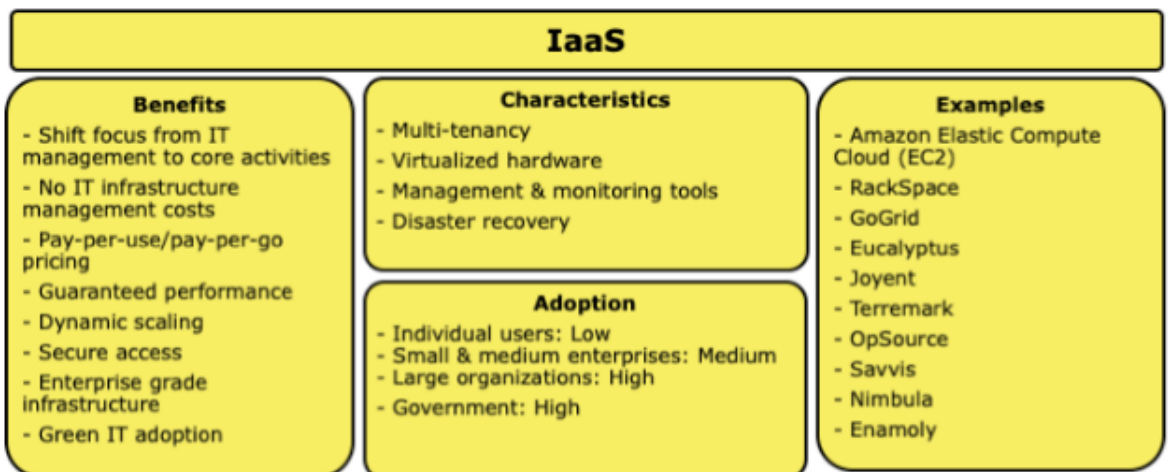 IaaS
Benefits
- Shift focus from IT
management to core activities
- No IT infrastructure
management costs
- Pay-per-use/pay-per-go
pricing
- Guaranteed performance
- Dynamic scaling
- Secure access
- Enterprise grade
infrastructure
- Green IT adoption
Characteristics
- Multi-tenancy
- Virtualized hardware
- Management & monitoring tools
- Disaster recovery
Adoption
- Individual users: Low
- Small & medium enterprises: Medium
- Large organizations: High
- Government: High
Examples
- Amazon Elastic Compute
Cloud (EC2)
- RackSpace
- GoGrid
- Eucalyptus
- Joyent
- Terremark
- OpSource
- Savvis
- Nimbula
- Enamoly